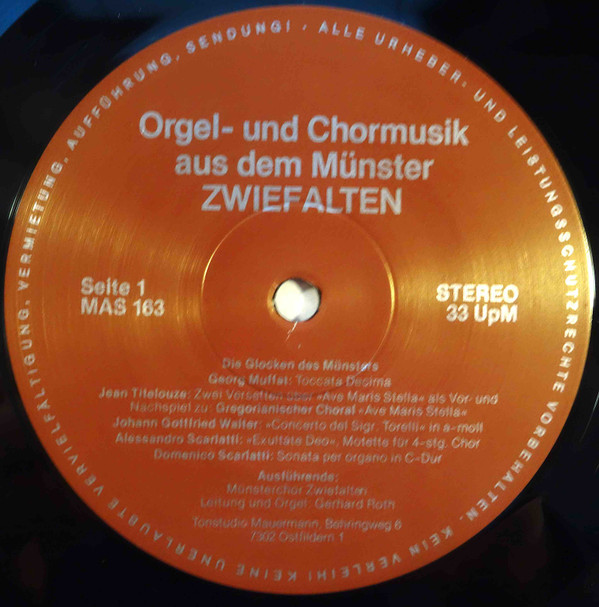 ALLE URHEBER- UND LEISTUNGSSCHUTZRECHTE VORBEHALTEN. KEIN VERLEIH! KEINE UNERLAUBTE VERVIELFÄLTIGUNG, VERMIETUNG, AUFFÜHRUNG, SENDUNG! -
Orgel- und Chormusik
aus dem Münster
ZWIEFALTEN
Seite 1
MAS 163
STEREO
33 UpM
Die Glocken des Münsters
Georg Muffat: Toccata Decima
Jean Titelouze: Zwei Versetten über »Ave Maris Stella« als Vor- und
Nachspiel zu: Gregorianischer Choral »Ave Maris Stella«
Johann Gottfried Walter: »Concerto del Sigr. Torelli« in a-moll
Alessandro Scarlatti: »Exultate Deo«, Motette für 4-stg. Chor
Domenico Scarlatti: Sonata per organo in C-Dur
Ausführende:
Münsterchor Zwiefalten
Leitung und Orgel: Gerhard Roth
Tonstudio Mauermann, Behringweg 6
7302 Ostfildern 1